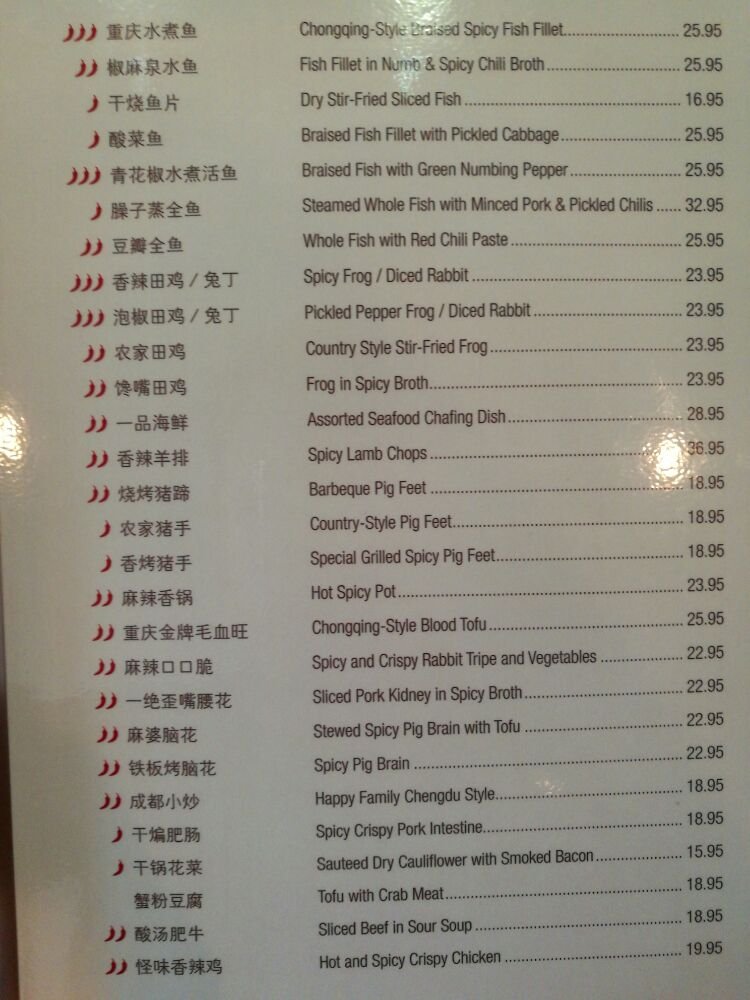 重庆水煮鱼 Chongqing-Style Braised Spicy Fish Fillet 25.95
椒麻泉水鱼 Fish Fillet in Numb & Spicy Chili Broth 25.95
干烧鱼片 Dry Stir-Fried Sliced Fish 16.95
酸菜鱼 Braised Fish Fillet with Pickled Cabbage 25.95
青花椒水煮活鱼 Braised Fish with Green Numbing Pepper 25.95
臊子蒸全鱼 Steamed Whole Fish with Minced Pork & Pickled Chilis 32.95
豆瓣全鱼 Whole Fish with Red Chili Paste 25.95
香辣田鸡 / 兔丁 Spicy Frog / Diced Rabbit 23.95
泡椒田鸡 / 兔丁 Pickled Pepper Frog / Diced Rabbit 23.95
农家田鸡 Country Style Stir-Fried Frog 23.95
馋嘴田鸡 Frog in Spicy Broth 23.95
一品海鲜 Assorted Seafood Chafing Dish 28.95
香辣羊排 Spicy Lamb Chops 36.95
烧烤猪蹄 Barbeque Pig Feet 18.95
农家猪手 Country-Style Pig Feet 18.95
香烤猪手 Special Grilled Spicy Pig Feet 18.95
麻辣香锅 Hot Spicy Pot 23.95
重庆金牌毛血旺 Chongqing-Style Blood Tofu 25.95
麻辣口口脆 Spicy and Crispy Rabbit Tripe and Vegetables 22.95
一绝歪嘴腰花 Sliced Pork Kidney in Spicy Broth 22.95
麻婆脑花 Stewed Spicy Pig Brain with Tofu 22.95
铁板烤脑花 Spicy Pig Brain 22.95
成都小炒 Happy Family Chengdu Style 18.95
干煸肥肠 Spicy Crispy Pork Intestine 18.95
干锅花菜 Sauteed Dry Cauliflower with Smoked Bacon 15.95
蟹粉豆腐 Tofu with Crab Meat 18.95
酸汤肥牛 Sliced Beef in Sour Soup 18.95
怪味香辣鸡 Hot and Spicy Crispy Chicken 19.95